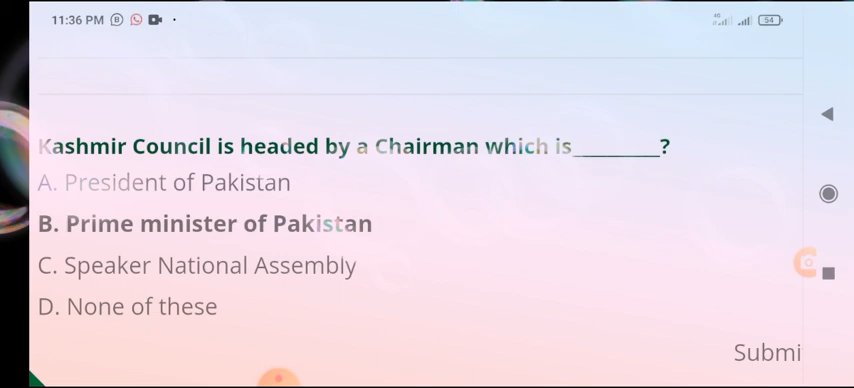 11:36 PM
54
Kashmir Council is headed by a Chairman which is________?
A. President of Pakistan
B. Prime minister of Pakistan
C. Speaker National Assembly
D. None of these
Submi